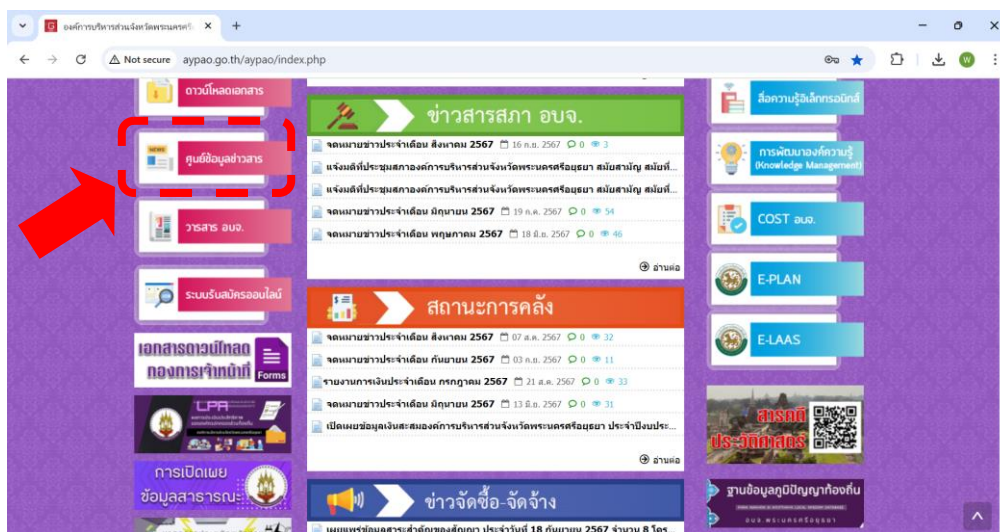 องค์การบริหารส่วนจังหวัดพระนครศรี
Not secure
aypao.go.th/aypao/index.php
W
ดาวน์โหลดเอกสาร
NEWS
ศูนย์ข้อมูลข่าวสาร
วารสาร อบจ.
ระบบรับสมัครออนไลน์
เอกสารดาวน์โหลด
กองการเจ้าหน้าที่
Forms
LPA
การเปิดเผย
ข้อมูลสาธารณะ
ข่าวสารสภา อบจ.
จดหมายข่าวประจำเดือน สิงหาคม 2567 16 ก.ย. 2567 0 3
แจ้งมติที่ประชุมสภาองค์การบริหารส่วนจังหวัดพระนครศรีอยุธยา สมัยสามัญ สมัยที่...
แจ้งมติที่ประชุมสภาองค์การบริหารส่วนจังหวัดพระนครศรีอยุธยา สมัยสามัญ สมัยที่...
จดหมายข่าวประจำเดือน มิถุนายน 2567 19 ก.ค. 2567 0 54
จดหมายข่าวประจำเดือน พฤษภาคม 2567 18 มิ.ย. 2567 0 46
อ่านต่อ
สถานะการคลัง
จดหมายข่าวประจำเดือน สิงหาคม 2567 07 ต.ค. 2567 0 32
จดหมายข่าวประจำเดือน กันยายน 2567 03 ก.ย. 2567 0 11
รายงานการเงินประจำเดือน กรกฎาคม 2567 21 ส.ค. 2567 0 33
จดหมายข่าวประจำเดือน มิถุนายน 2567 13 มิ.ย. 2567 0 31
เปิดเผยข้อมูลเงินสะสมองค์การบริหารส่วนจังหวัดพระนครศรีอยุธยา ประจำปีงบประ...
อ่านต่อ
ข่าวจัดซื้อ-จัดจ้าง
เผยแพร่ข้อมูลสาระสำคัญของสัญญา ประจำวันที่ 18 กันยายน 2567 จำนวน 8 โคร...
สื่อความรู้อิเล็กทรอนิกส์
การพัฒนาองค์ความรู้
(Knowledge Management)
COST อบจ.
E-PLAN
E-LAAS
สารคดี
ประวัติศาสตร์
ฐานข้อมูลภูมิปัญญาท้องถิ่น
อบจ.พระนครศรีอยุธยา